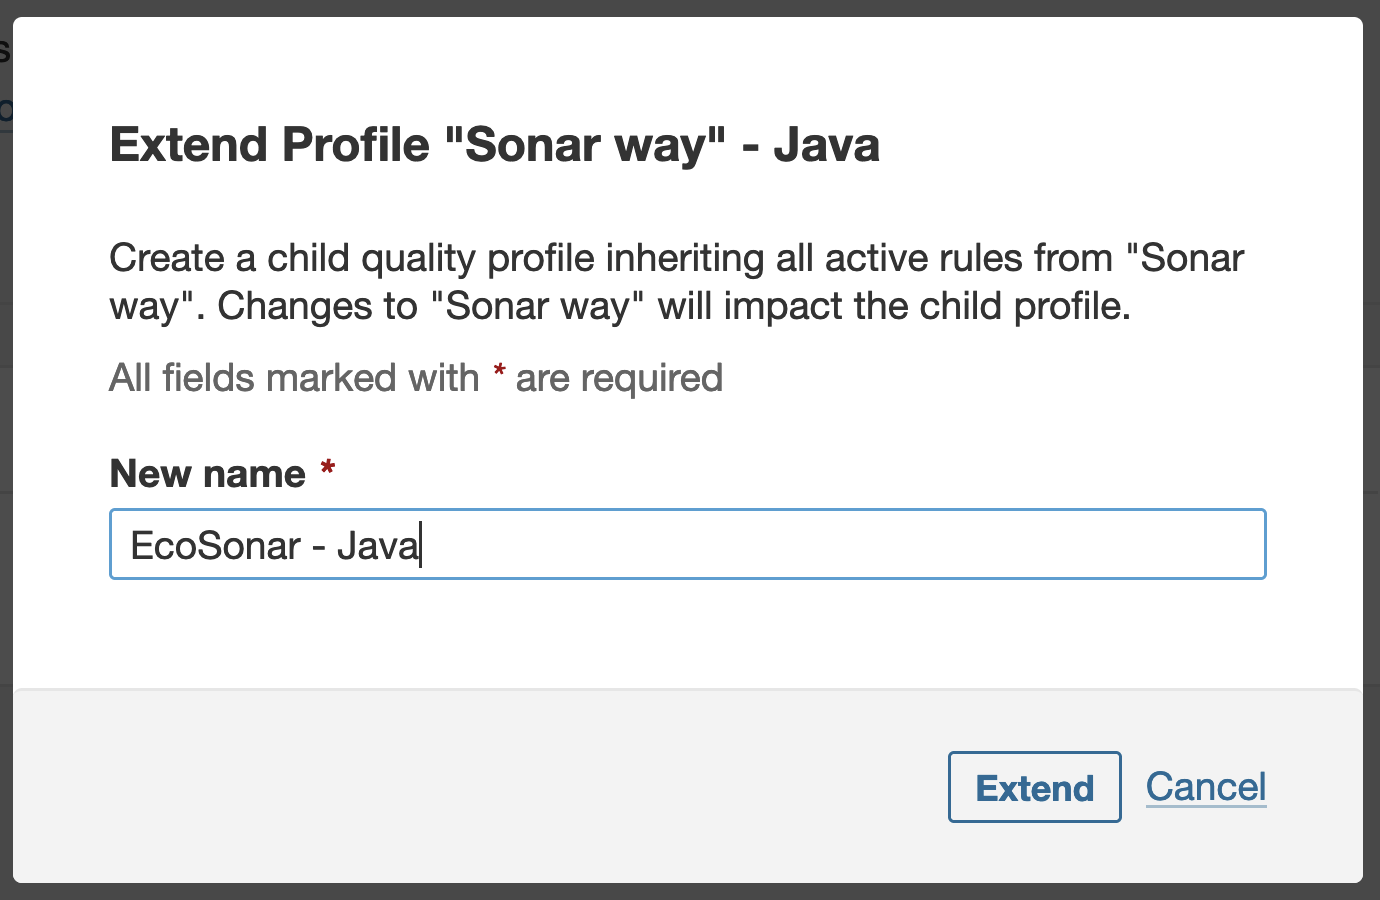 Extend Profile "Sonar way" - Java
Create a child quality profile inheriting all active rules from "Sonar
way". Changes to "Sonar way" will impact the child profile.
All fields marked with * are required
New name *
EcoSonar - Java
Extend Cancel